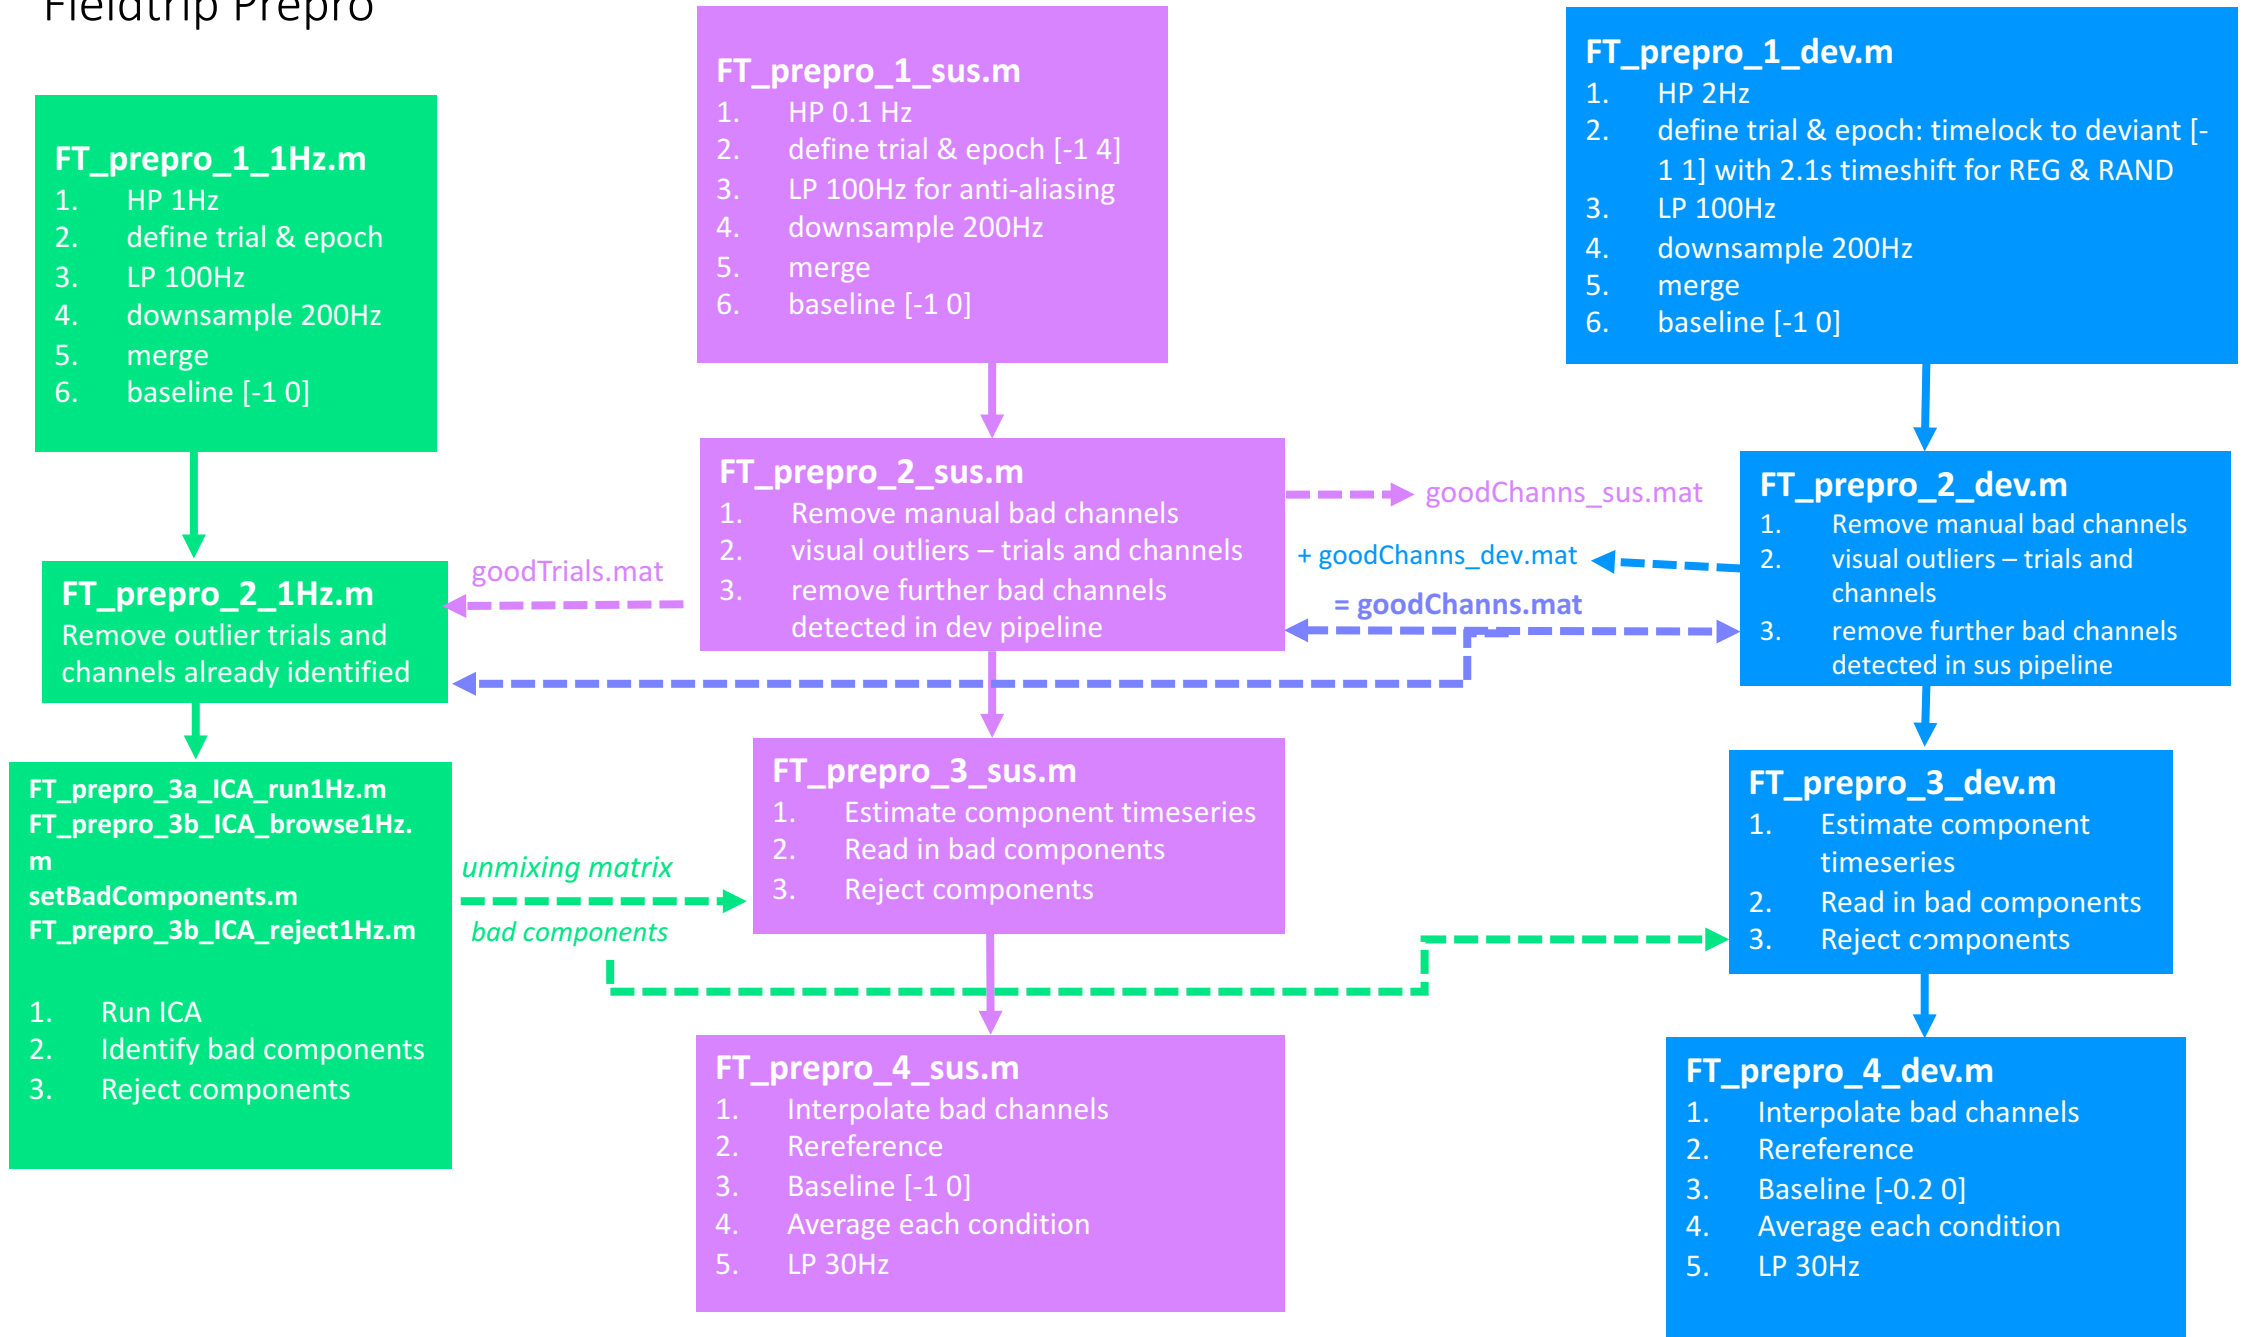 Fieldtrip Prepro
FT_prepro_1_1Hz.m
1. HP 1Hz
2. define trial & epoch
3. LP 100Hz
4. downsample 200Hz
5. merge
6. baseline [-1 0]
FT_prepro_1_sus.m
1. HP 0.1 Hz
2. define trial & epoch [-1 4]
3. LP 100Hz for anti-aliasing
4. downsample 200Hz
5. merge
6. baseline [-1 0]
FT_prepro_1_dev.m
1. HP 2Hz
2. define trial & epoch: timelock to deviant [-
1 1] with 2.1s timeshift for REG & RAND
3. LP 100Hz
4. downsample 200Hz
5. merge
6. baseline [-1 0]
FT_prepro_2_1Hz.m
Remove outlier trials and
channels already identified
goodTrials.mat
FT_prepro_2_sus.m
1. Remove manual bad channels
2. visual outliers – trials and channels
3. remove further bad channels
detected in dev pipeline
goodChanns_sus.mat
+ goodChanns_dev.mat
= goodChanns.mat
FT_prepro_2_dev.m
1. Remove manual bad channels
2. visual outliers – trials and
channels
3. remove further bad channels
detected in sus pipeline
FT_prepro_3a_ICA_run1Hz.m
FT_prepro_3b_ICA_browse1Hz.
m
setBadComponents.m
FT_prepro_3b_ICA_reject1Hz.m
1. Run ICA
2. Identify bad components
3. Reject components
unmixing matrix
bad components
FT_prepro_3_sus.m
1. Estimate component timeseries
2. Read in bad components
3. Reject components
FT_prepro_3_dev.m
1. Estimate component
timeseries
2. Read in bad components
3. Reject components
FT_prepro_4_sus.m
1. Interpolate bad channels
2. Rereference
3. Baseline [-1 0]
4. Average each condition
5. LP 30Hz
FT_prepro_4_dev.m
1. Interpolate bad channels
2. Rereference
3. Baseline [-0.2 0]
4. Average each condition
5. LP 30Hz